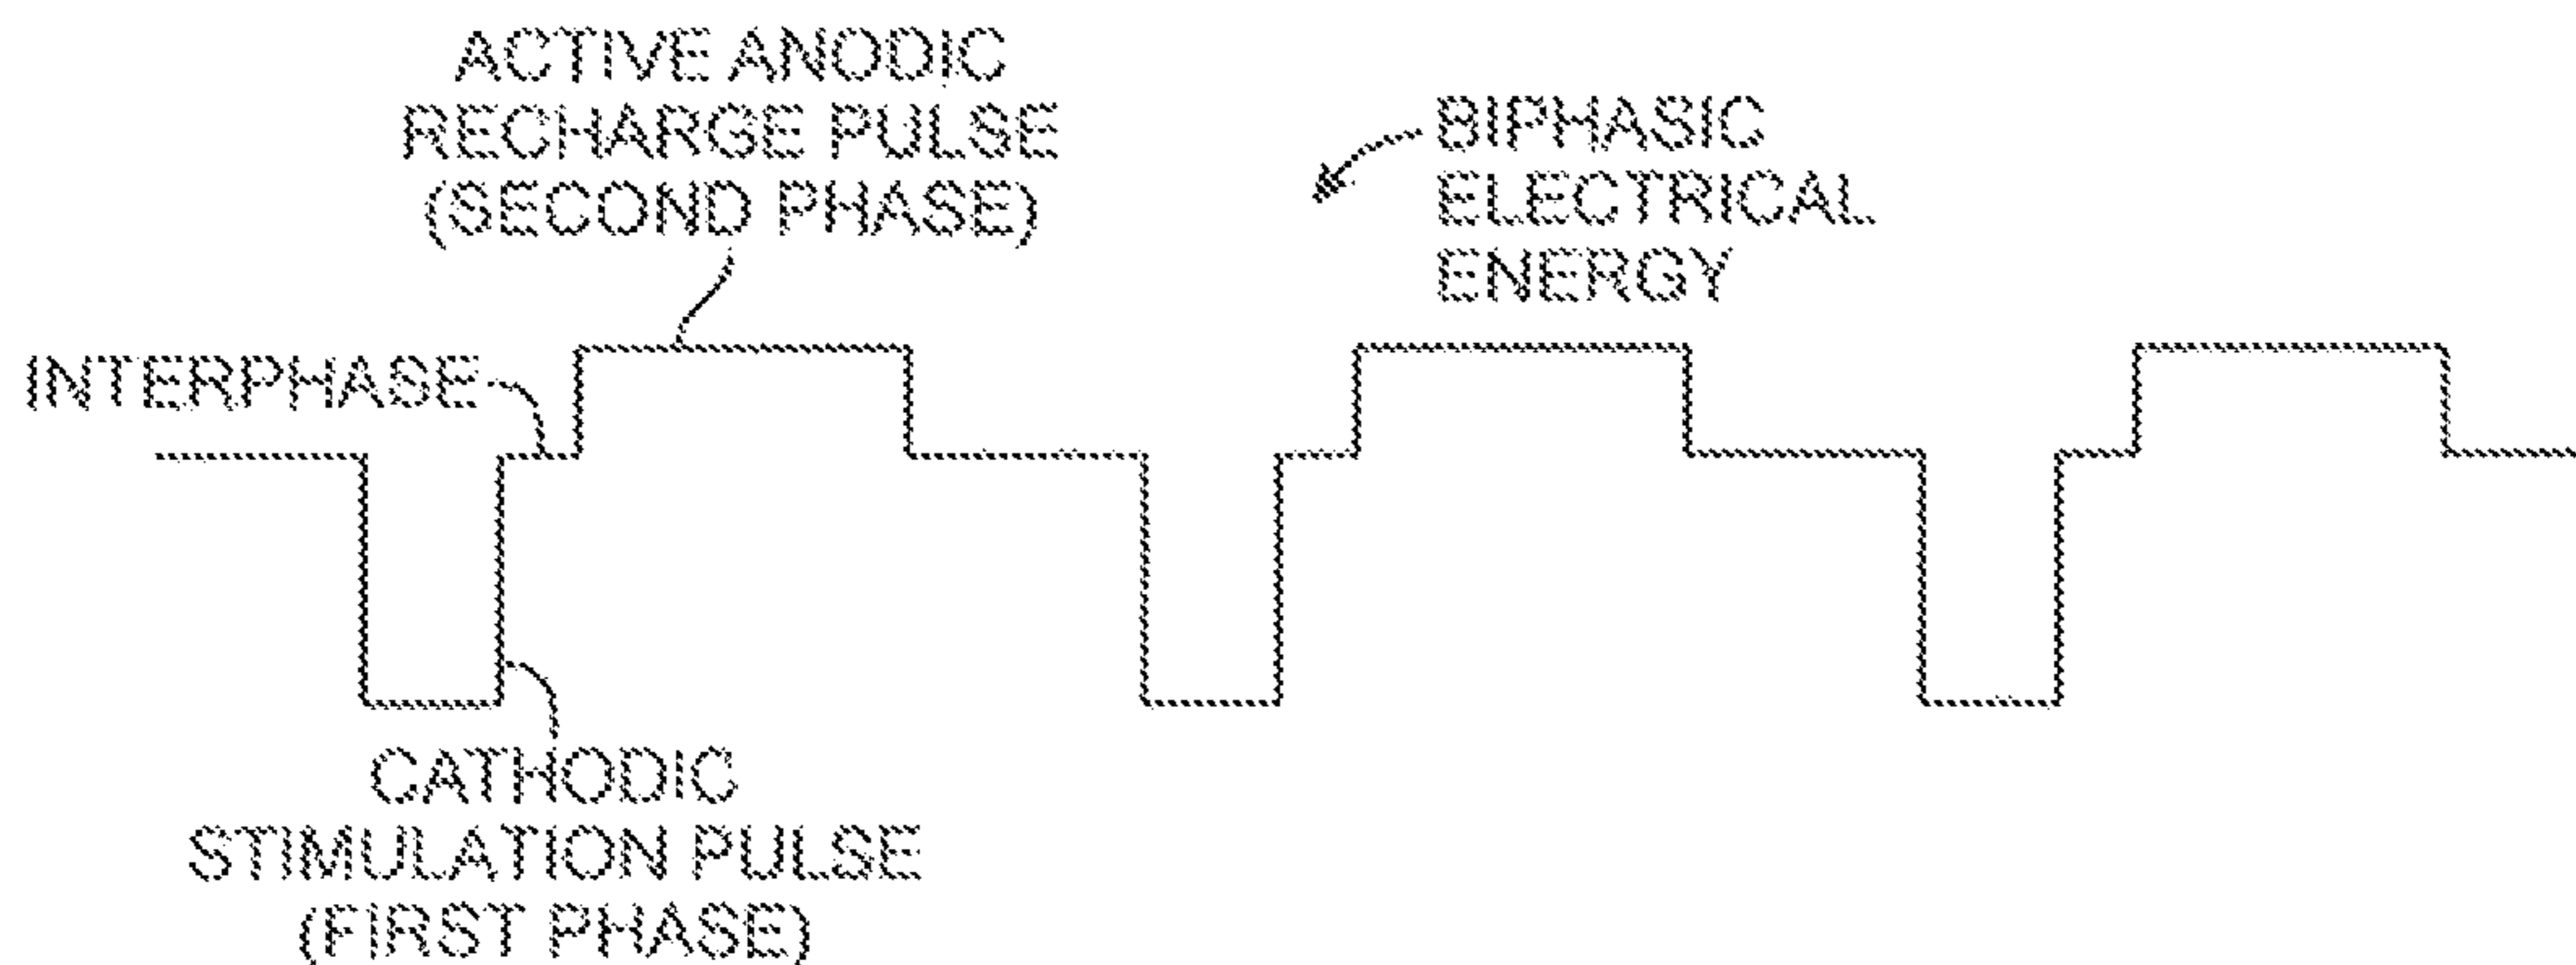 ACTIVE ANODIC
RECHARGE PULSE
(SECOND PHASE)
BIPHASIC
ELECTRICAL
ENERGY
INTERPHASE
CATHODIC
STIMULATION PULSE
(FIRST PHASE)